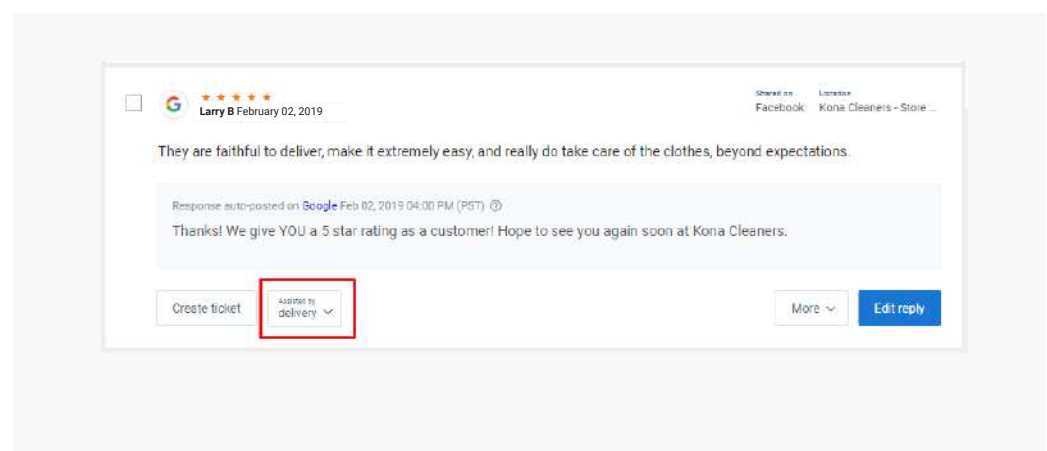 Larry B February 02, 2019
Shared on
Facebook
Location
Kona Cleaners - Store ...
They are faithful to deliver, make it extremely easy, and really do take care of the clothes, beyond expectations.
Response auto-posted on Google Feb 02, 2019 04:00 PM (PST)
Thanks! We give YOU a 5 star rating as a customer! Hope to see you again soon at Kona Cleaners.
Create ticket
Assisted by
delivery
More
Edit reply